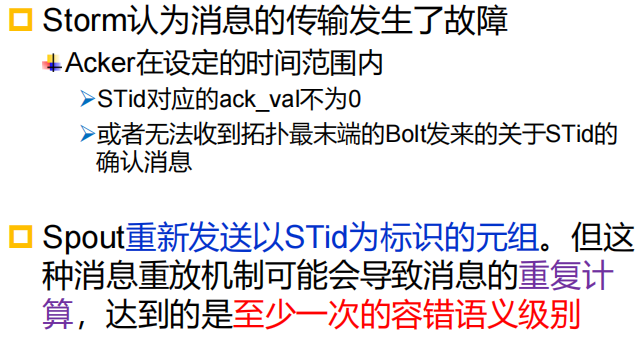 Storm认为消息的传输发生了故障
Acker在设定的时间范围内
STid对应的ack_val不为0
或者无法收到拓扑最末端的Bolt发来的关于STid的
确认消息
Spout重新发送以STid为标识的元组。但这
种消息重放机制可能会导致消息的重复计
算，达到的是至少一次的容错语义级别